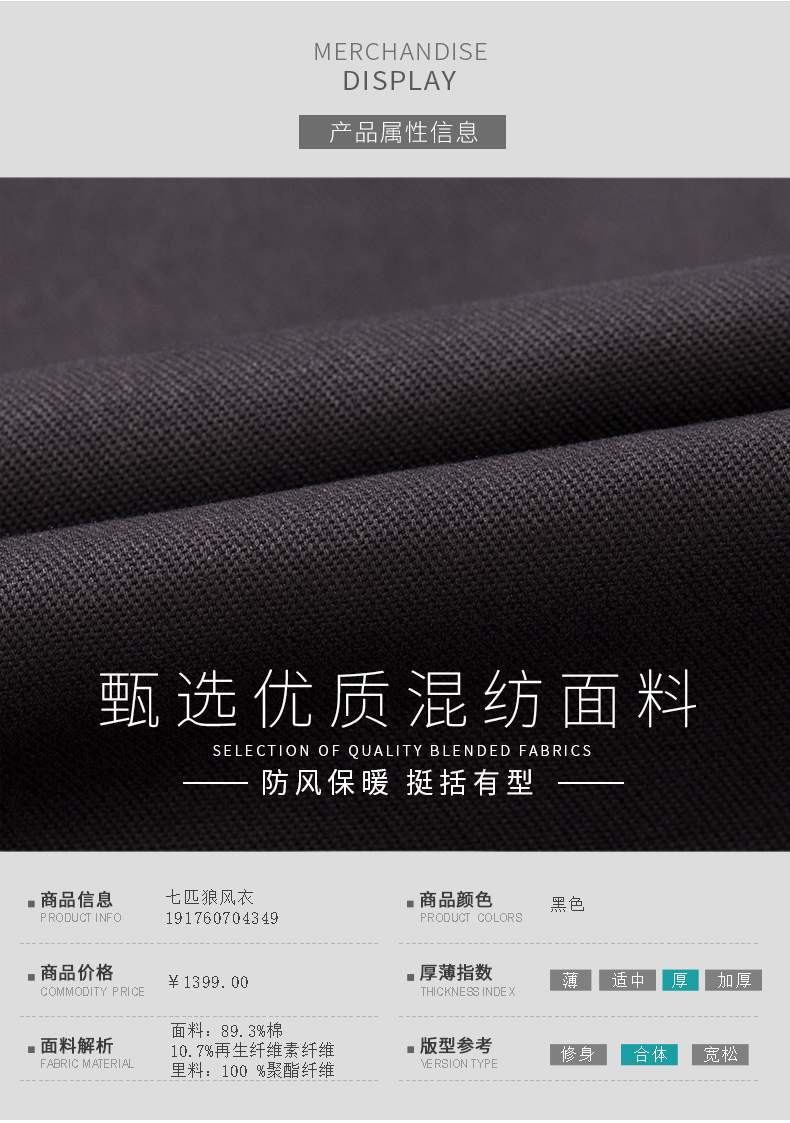 MERCHANDISE
DISPLAY
产品属性信息
甄选优质混纺面料
SELECTION OF QUALITY BLENDED FABRICS
防风保暖 挺括有型
商品信息
PRODUCT INFO
七匹狼风衣
191760704349
商品颜色
PRODUCT COLORS
黑色
商品价格
COMMODITY PRICE
￥1399.00
厚薄指数
THICKNESS INDEX
薄 适中 厚 加厚
面料解析
FABRIC MATERIAL
面料：89.3%棉
10.7%再生纤维素纤维
里料：100 %聚酯纤维
版型参考
VERSION TYPE
修身 合体 宽松